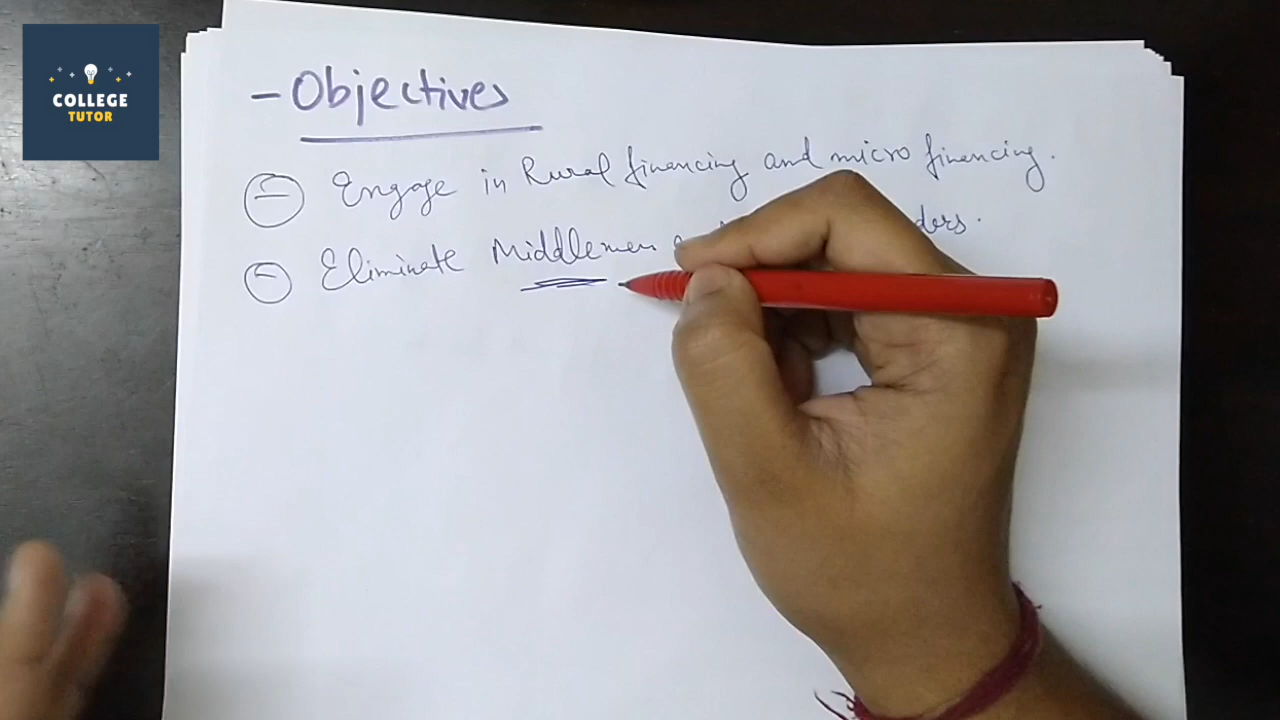 COLLEGE
TUTOR
- Objectives
Engage in Rural financing and micro financing.
Eliminate Middlemen